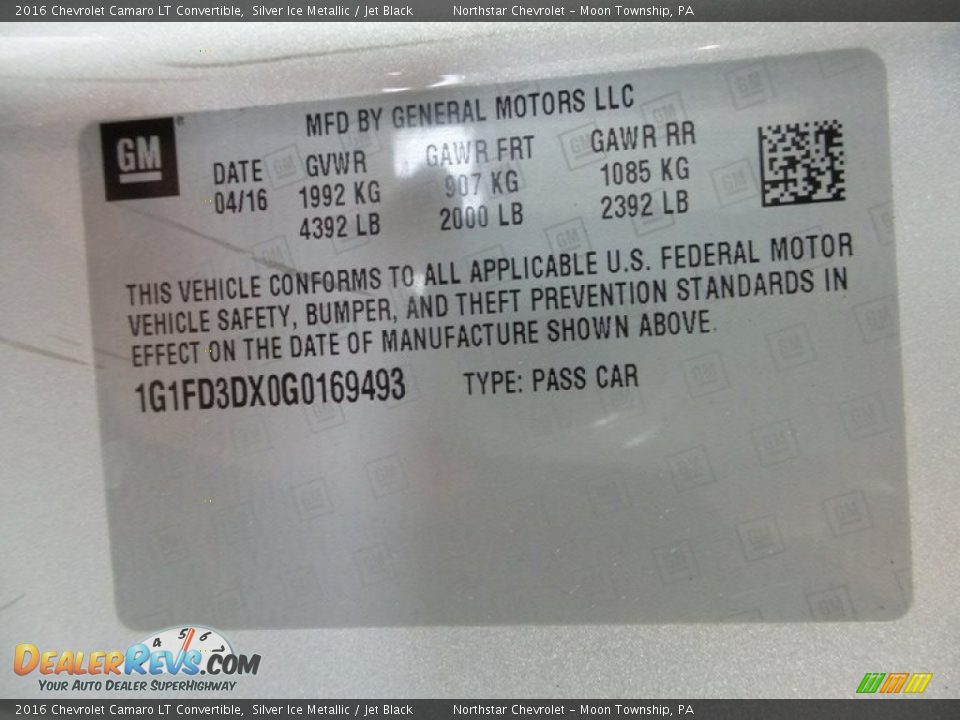 2016 Chevrolet Camaro LT Convertible, Silver Ice Metallic / Jet Black Northstar Chevrolet – Moon Township, PA
GM
MFD BY GENERAL MOTORS LLC
DATE GVWR GAWR FRT GAWR RR
04/16 1992 KG 907 KG 1085 KG
4392 LB 2000 LB 2392 LB
THIS VEHICLE CONFORMS TO ALL APPLICABLE U.S. FEDERAL MOTOR
VEHICLE SAFETY, BUMPER, AND THEFT PREVENTION STANDARDS IN
EFFECT ON THE DATE OF MANUFACTURE SHOWN ABOVE.
1G1FD3DX0G0169493 TYPE: PASS CAR
4 5 6 7
DEALERREVS.COM
YOUR AUTO DEALER SUPERHIGHWAY
2016 Chevrolet Camaro LT Convertible, Silver Ice Metallic / Jet Black Northstar Chevrolet – Moon Township, PA